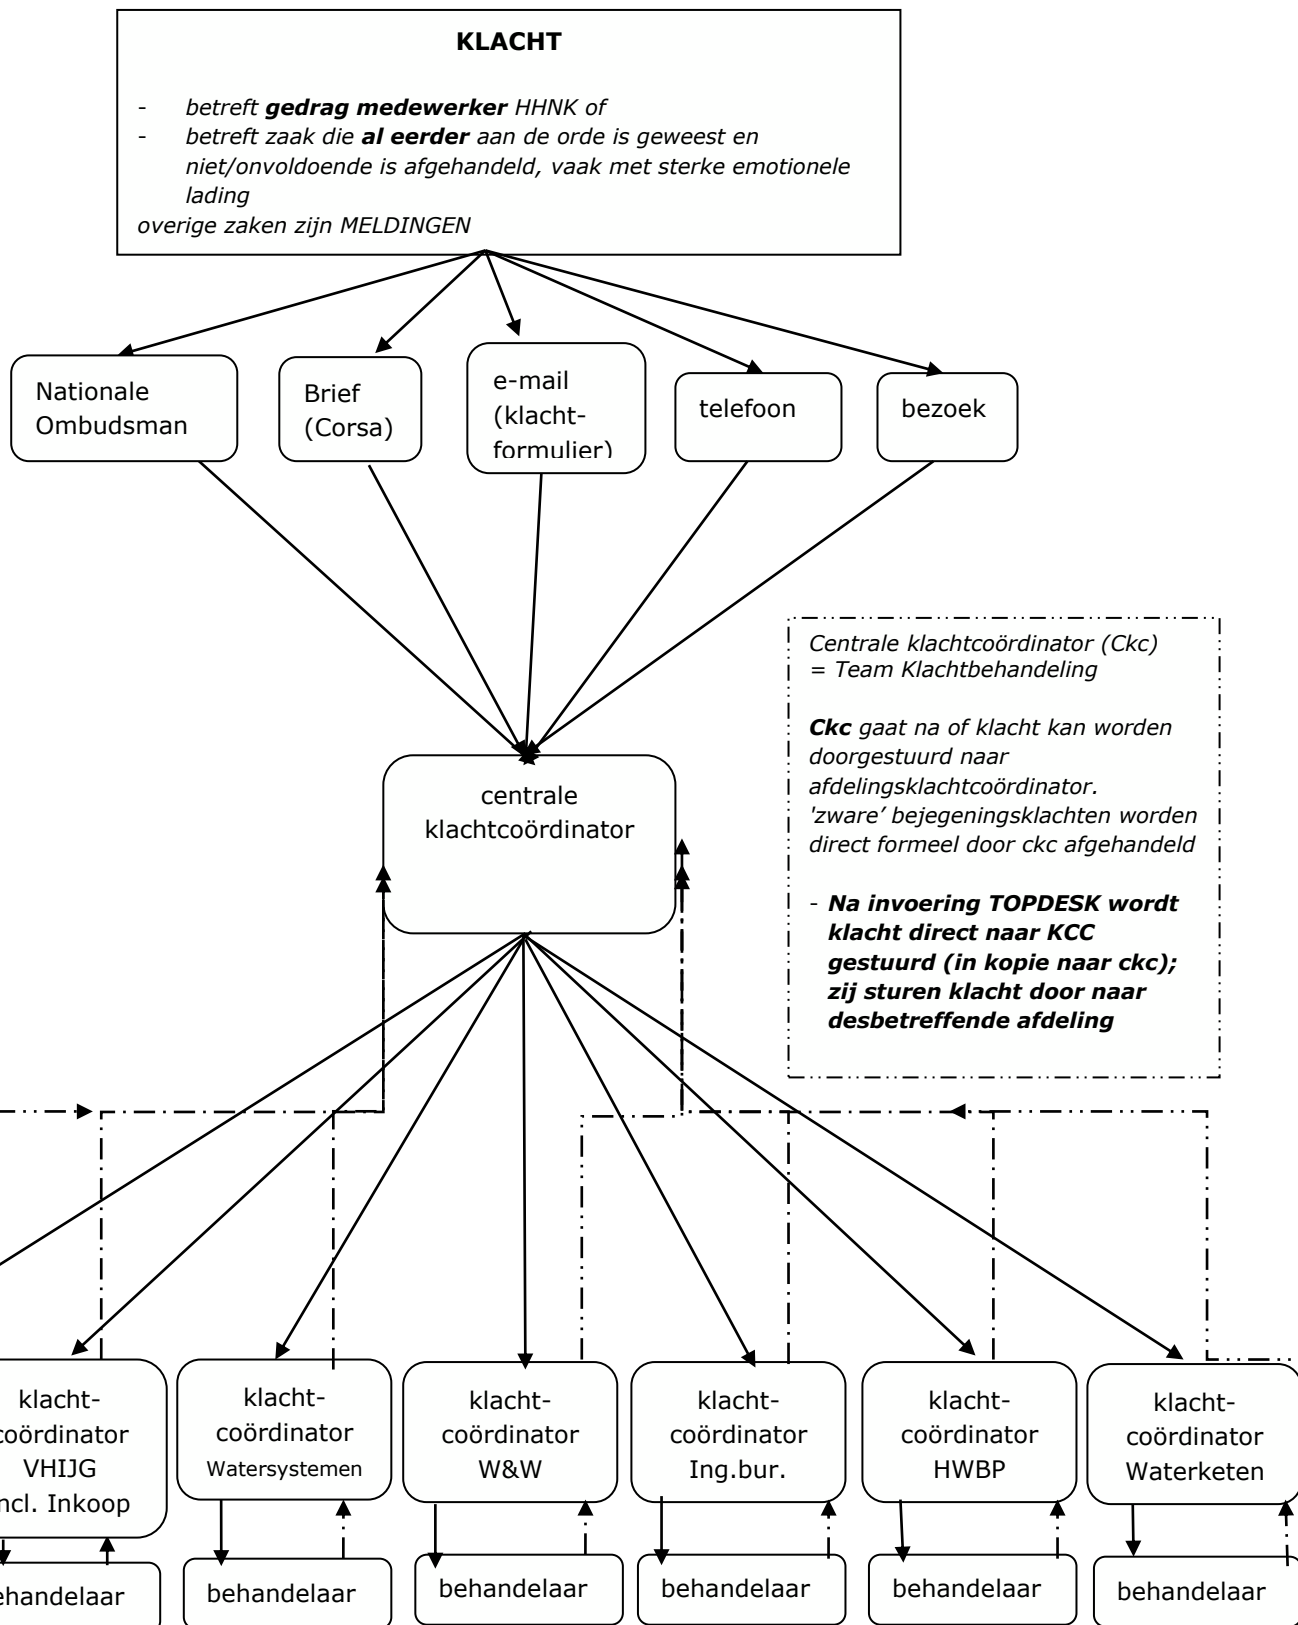 KLACHT
- betreft gedrag medewerker HHNK of
- betreft zaak die al eerder aan de orde is geweest en
niet/onvoldoende is afgehandeld, vaak met sterke emotionele
lading
overige zaken zijn MELDINGEN
Nationale
Ombudsman
Brief
(Corsa)
e-mail
(klacht-
formulier)
telefoon
bezoek
Centrale klachtcoördinator (Ckc)
= Team Klachtbehandeling
Ckc gaat na of klacht kan worden
doorgestuurd naar
afdelingsklachtcoördinator.
'zware’ bejegeningsklachten worden
direct formeel door ckc afgehandeld
- Na invoering TOPDESK wordt
klacht direct naar KCC
gestuurd (in kopie naar ckc);
zij sturen klacht door naar
desbetreffende afdeling
centrale
klachtcoördinator
klacht-
coördinator
VHIJG
ncl. Inkoop
klacht-
coördinator
Watersystemen
klacht-
coördinator
W&W
klacht-
coördinator
Ing.bur.
klacht-
coördinator
HWBP
klacht-
coördinator
Waterketen
ehandelaar
behandelaar
behandelaar
behandelaar
behandelaar
behandelaar